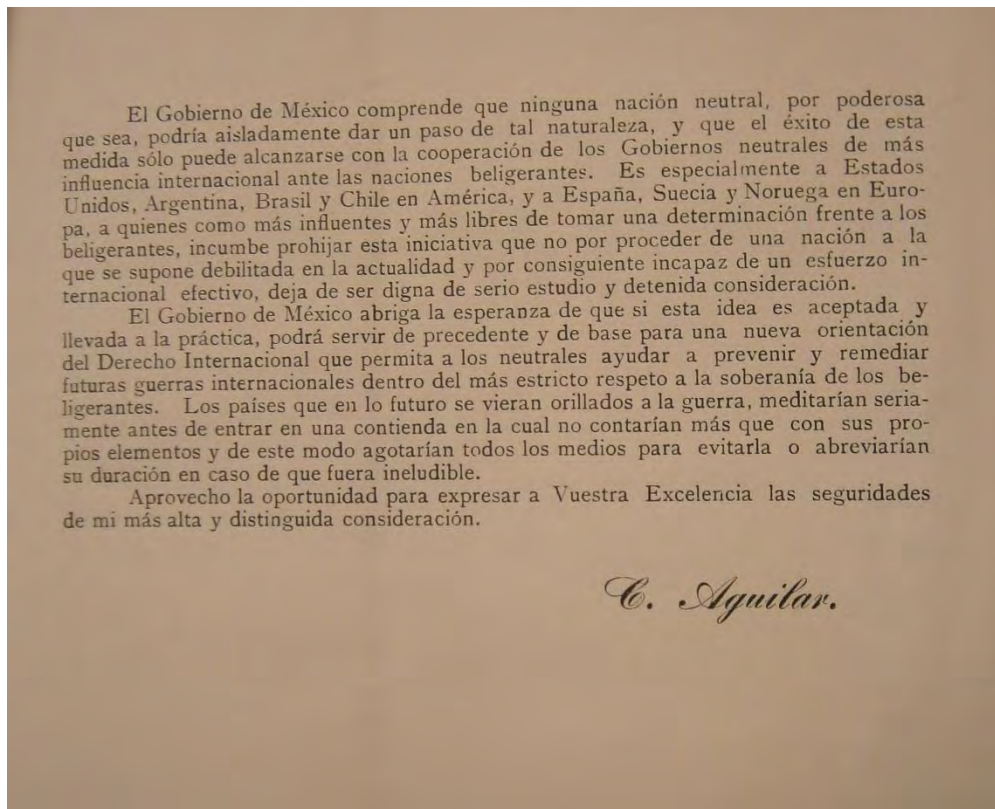 El Gobierno de México comprende que ninguna nación neutral, por poderosa
que sea, podría aisladamente dar un paso de tal naturaleza, y que el éxito de esta
medida sólo puede alcanzarse con la cooperación de los Gobiernos neutrales de más
influencia internacional ante las naciones beligerantes. Es especialmente a Estados
Unidos, Argentina, Brasil y Chile en América, y a España, Suecia y Noruega en Euro-
pa, a quienes como más influentes y más libres de tomar una determinación frente a los
beligerantes, incumbe prohijar esta iniciativa que no por proceder de una nación a la
que se supone debilitada en la actualidad y por consiguiente incapaz de un esfuerzo in-
ternacional efectivo, deja de ser digna de serio estudio y detenida consideración.
El Gobierno de México abriga la esperanza de que si esta idea es aceptada y
llevada a la práctica, podrá servir de precedente y de base para una nueva orientación
del Derecho Internacional que permita a los neutrales ayudar a prevenir y remediar
futuras guerras internacionales dentro del más estricto respeto a la soberanía de los be-
ligerantes. Los países que en lo futuro se vieran orillados a la guerra, meditarían seria-
mente antes de entrar en una contienda en la cual no contarían más que con sus pro-
pios elementos y de este modo agotarían todos los medios para evitarla o abreviarían
su duración en caso de que fuera ineludible.
Aprovecho la oportunidad para expresar a Vuestra Excelencia las seguridades
de mi más alta y distinguida consideración.
C. Aguilar.